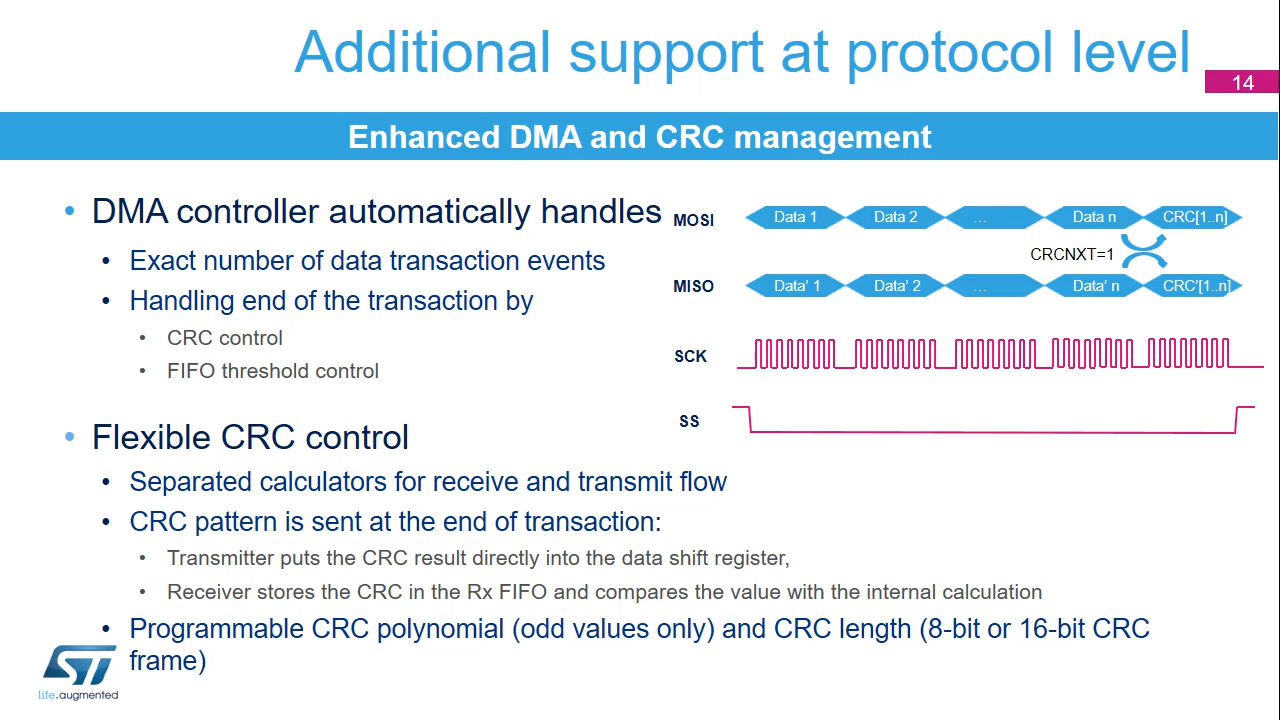 Additional support at protocol level
14
Enhanced DMA and CRC management
• DMA controller automatically handles
• Exact number of data transaction events
• Handling end of the transaction by
• CRC control
• FIFO threshold control
• Flexible CRC control
• Separated calculators for receive and transmit flow
• CRC pattern is sent at the end of transaction:
• Transmitter puts the CRC result directly into the data shift register,
• Receiver stores the CRC in the Rx FIFO and compares the value with the internal calculation
• Programmable CRC polynomial (odd values only) and CRC length (8-bit or 16-bit CRC
frame)
MOSI Data 1 Data 2 ... Data n CRC[1..n]
CRCNXT=1
MISO Data' 1 Data' 2 ... Data' n CRC'[1..n]
SCK
SS
ST
life.augmented